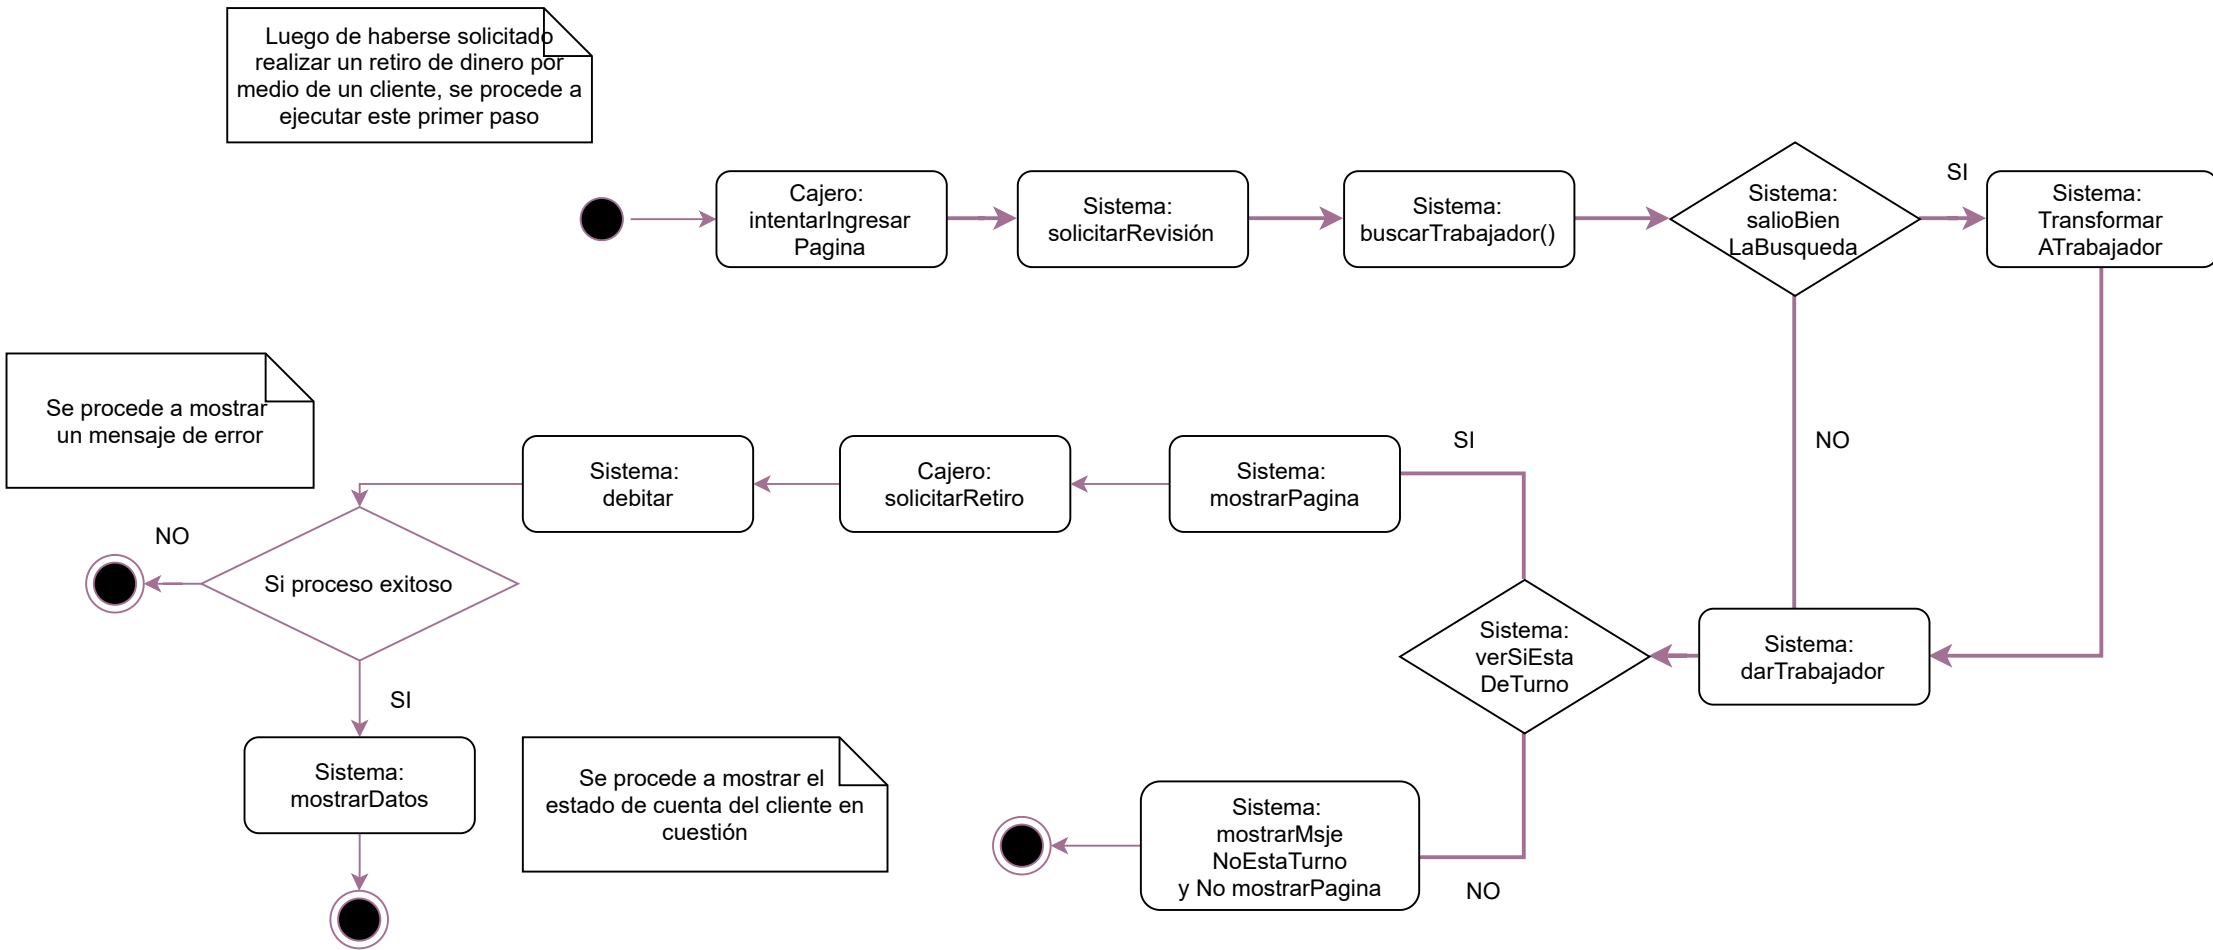 Luego de haberse solicitado
realizar un retiro de dinero por
medio de un cliente, se procede a
ejecutar este primer paso
Cajero:
intentarIngresar
Pagina
Sistema:
solicitarRevisión
Sistema:
buscarTrabajador()
Sistema:
salioBien
LaBusqueda
SI
Sistema:
Transformar
ATrabajador
NO
Sistema:
darTrabajador
Sistema:
verSiEsta
DeTurno
SI
Sistema:
mostrarPagina
Cajero:
solicitarRetiro
Sistema:
debitar
Se procede a mostrar
un mensaje de error
NO
Si proceso exitoso
SI
Sistema:
mostrarDatos
Se procede a mostrar el
estado de cuenta del cliente en
cuestión
Sistema:
mostrarMsje
NoEstaTurno
y No mostrarPagina
NO